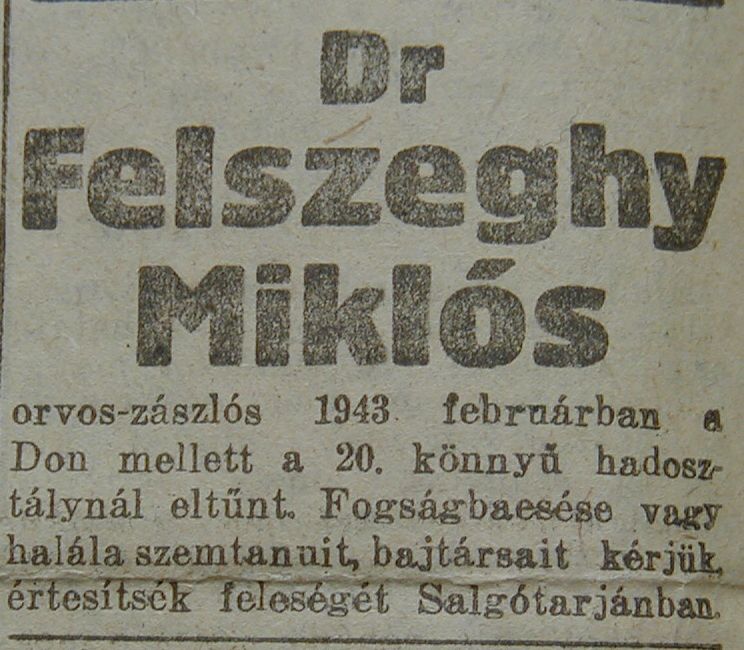 Dr
Felszeghy
Miklós
orvos-zászlós 1943 februárban a
Don mellett a 20. könnyű hadosz-
tálynál eltűnt. Fogságbaesése vagy
halála szemtanuit, bajtársait kérjük,
értesítsék feleségét Salgótarjánban.